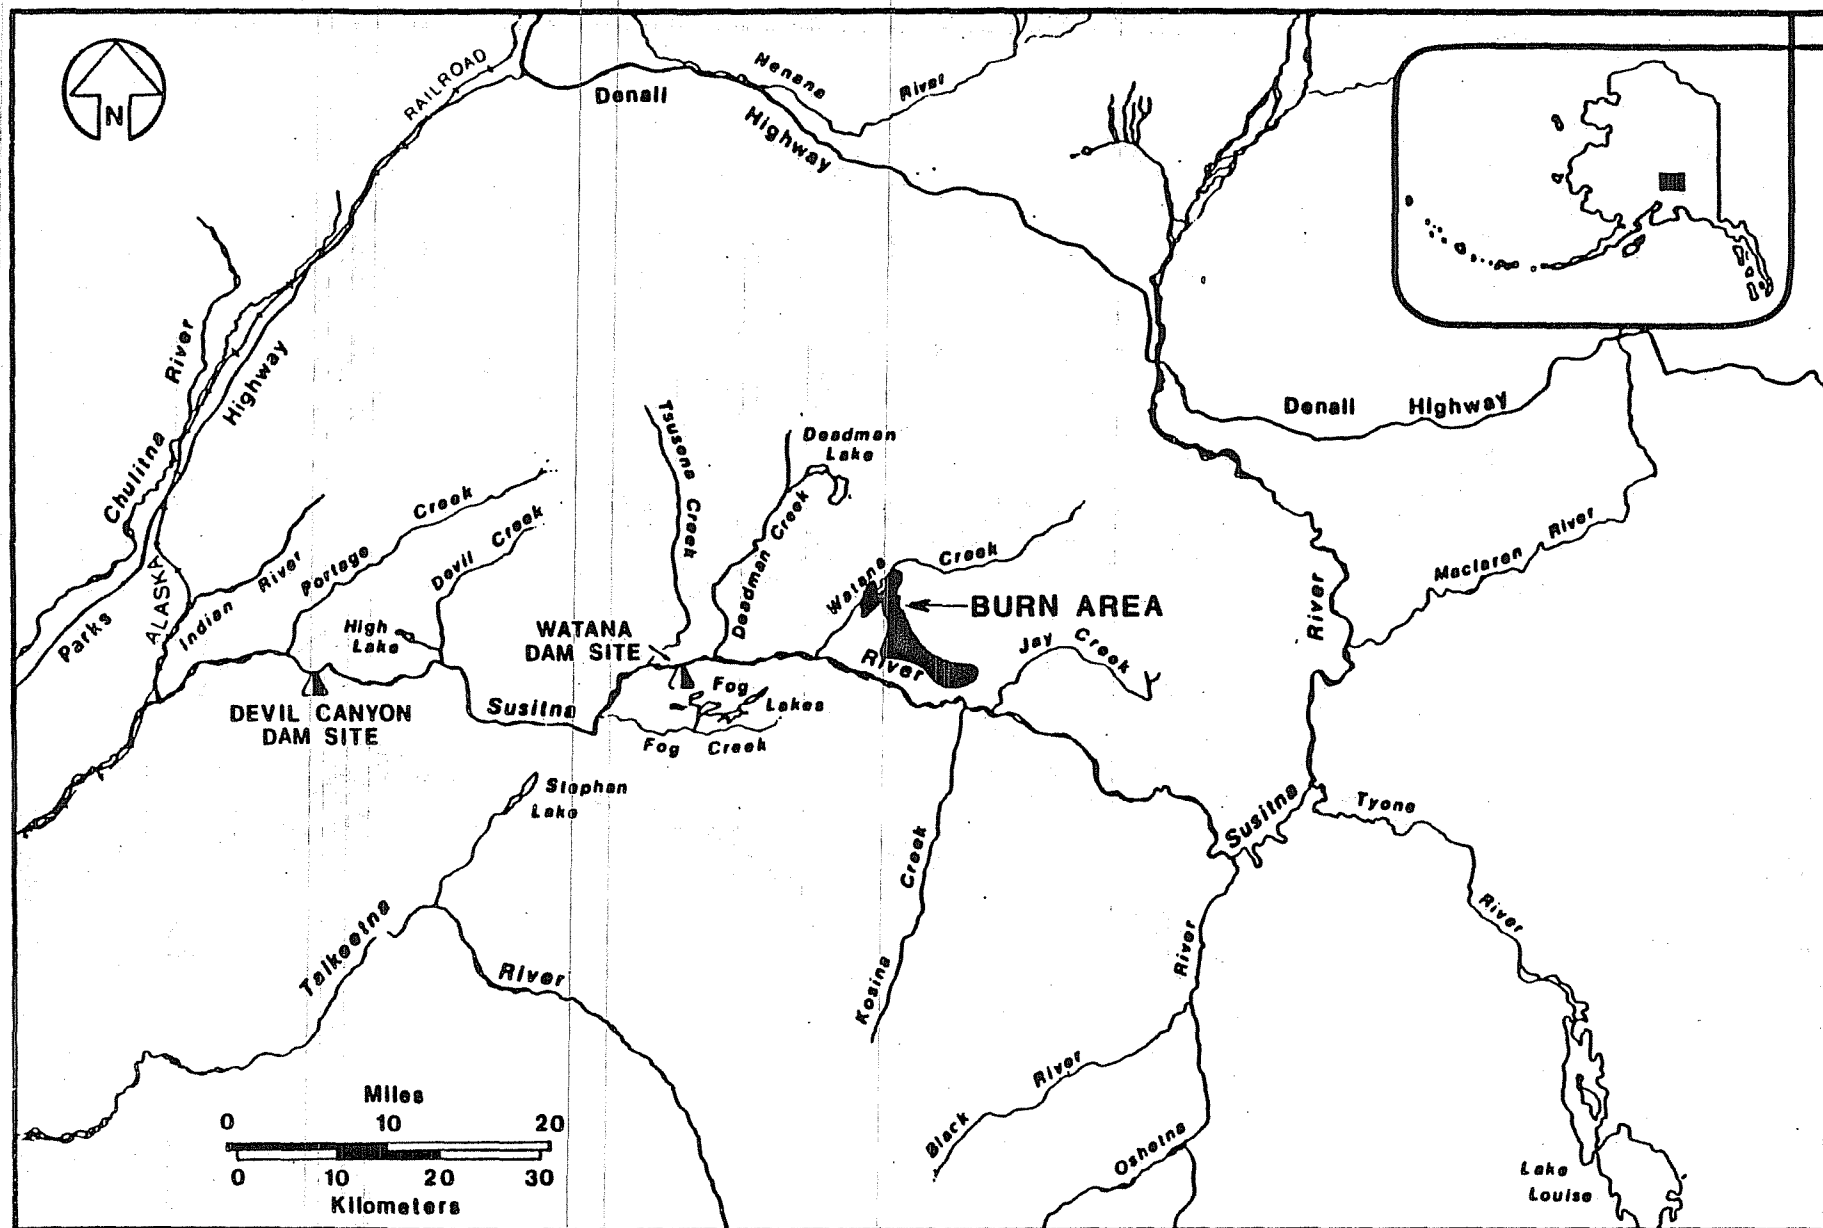 N
RAILROAD
Nenana River
Denali
Highway
Chulitna River
Highway
Denali Highway
Tsusena Creek
Deadman
Lake
Deadman Creek
Portage Creek
Devil Creek
Indian River
ALASKA
Parks
High
Lake
WATANA
DAM SITE
Watana Creek
BURN AREA
Jay Creek
Maclaren River
River
River
Fog
Lakes
Fog Creek
Susitna
DEVIL CANYON
DAM SITE
Stephan
Lake
Susitna
Tyone
River
Kosina Creek
Talkeetna
River
River
Black River
Oshetna
Lake
Louise
Miles
0 10 20
0 10 20 30
Kilometers